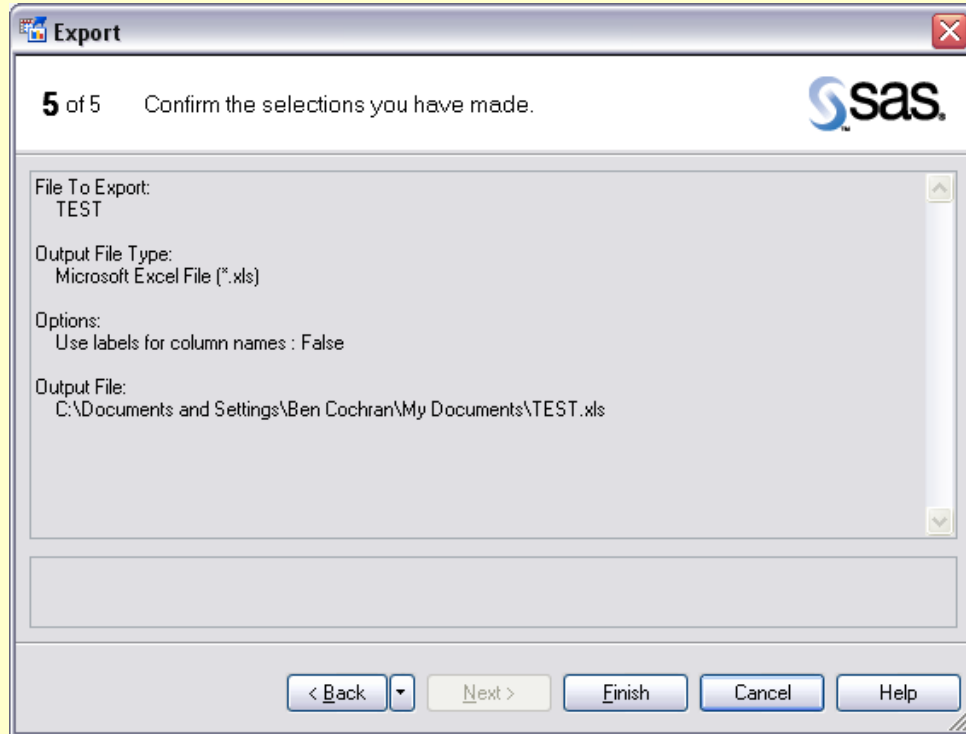 Export
5 of 5 Confirm the selections you have made.
sas.
File To Export:
TEST
Output File Type:
Microsoft Excel File (*.xls)
Options:
Use labels for column names : False
Output File:
C:\Documents and Settings\Ben Cochran\My Documents\TEST.xls
< Back Next > Finish Cancel Help